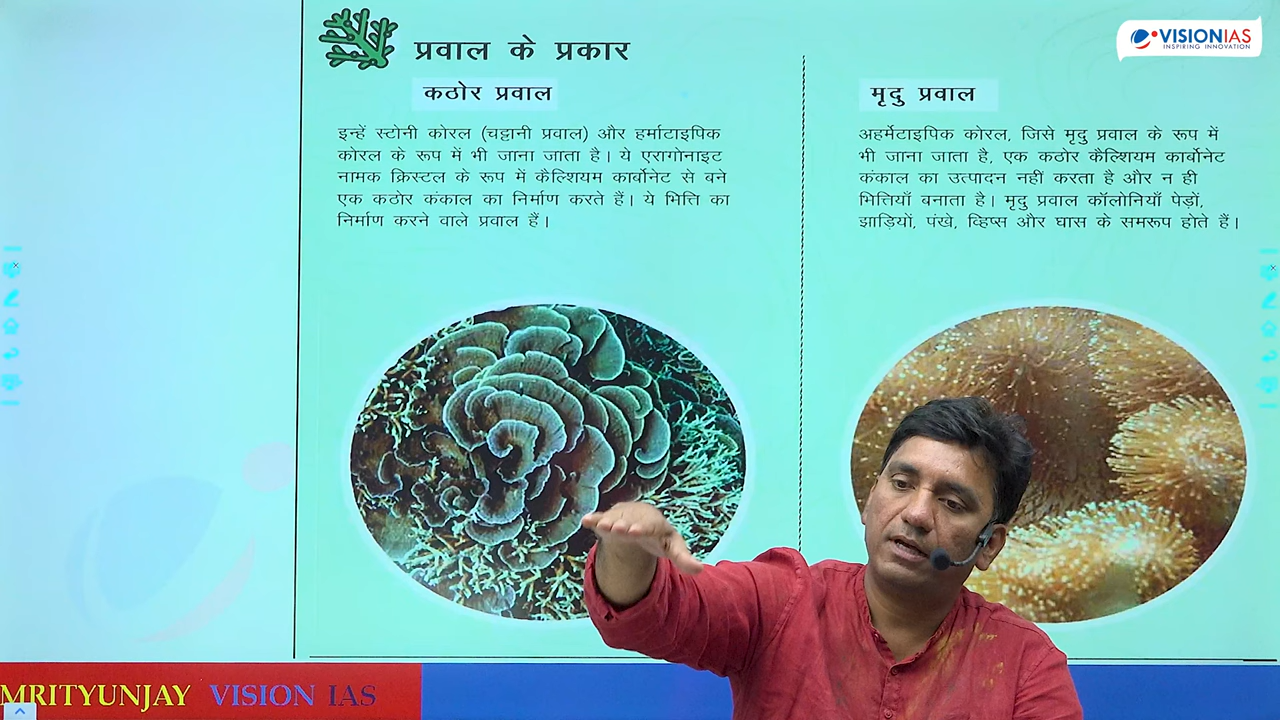 प्रवाल के प्रकार
VISIONIAS
INSPIRING INNOVATION
कठोर प्रवाल
इन्हें स्टोनी कोरल (चट्टानी प्रवाल) और हर्माटाइपिक
कोरल के रूप में भी जाना जाता है। ये एरागोनाइट
नामक क्रिस्टल के रूप में कैल्शियम कार्बोनेट से बने
एक कठोर कंकाल का निर्माण करते हैं। ये भित्ति का
निर्माण करने वाले प्रवाल हैं।
मृदु प्रवाल
अहर्मेटाइपिक कोरल, जिसे मृदु प्रवाल के रूप में
भी जाना जाता है, एक कठोर कैल्शियम कार्बोनेट
कंकाल का उत्पादन नहीं करता है और न ही
भित्तियाँ बनाता है। मृदु प्रवाल कॉलोनियाँ पेड़ों,
झाड़ियों, पंखे, व्हिप्स और घास के समरूप होते हैं।
MRITYUNJAY VISION IAS